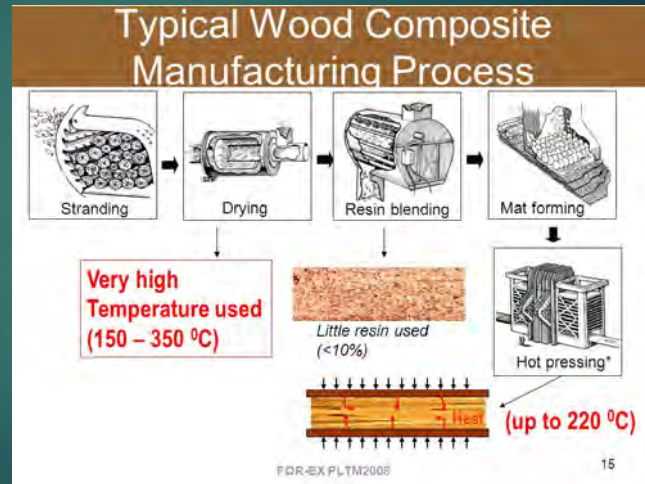 Typical Wood Composite
Manufacturing Process
Stranding
Drying
Resin blending
Mat forming
Very high
Temperature used
(150 – 350 ⁰C)
Little resin used
(<10%)
Hot pressing*
Heat
(up to 220 ⁰C)
FOR-EX PLTM2008
15